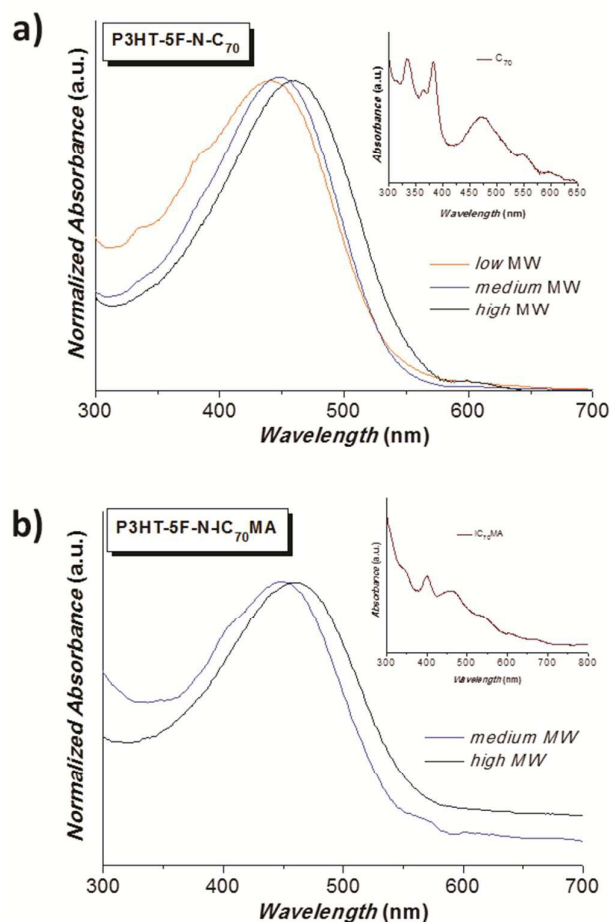 a)
P3HT-5F-N-C70
C70
Absorbance (a.u.)
300 350 400 450 500 550 600 650
Wavelength (nm)
Normalized Absorbance (a.u.)
low MW
medium MW
high MW
300 400 500 600 700
Wavelength (nm)
b)
P3HT-5F-N-IC70MA
IC70MA
Absorbance (a.u.)
300 400 500 600 700 800
Wavelength (nm)
Normalized Absorbance (a.u.)
medium MW
high MW
300 400 500 600 700
Wavelength (nm)